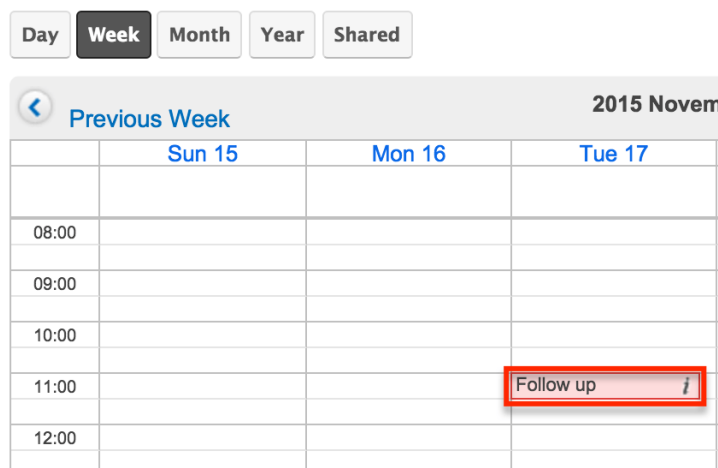 Day Week Month Year Shared
2015 Novem
Previous Week
Sun 15 Mon 16 Tue 17
08:00
09:00
10:00
11:00 Follow up i
12:00